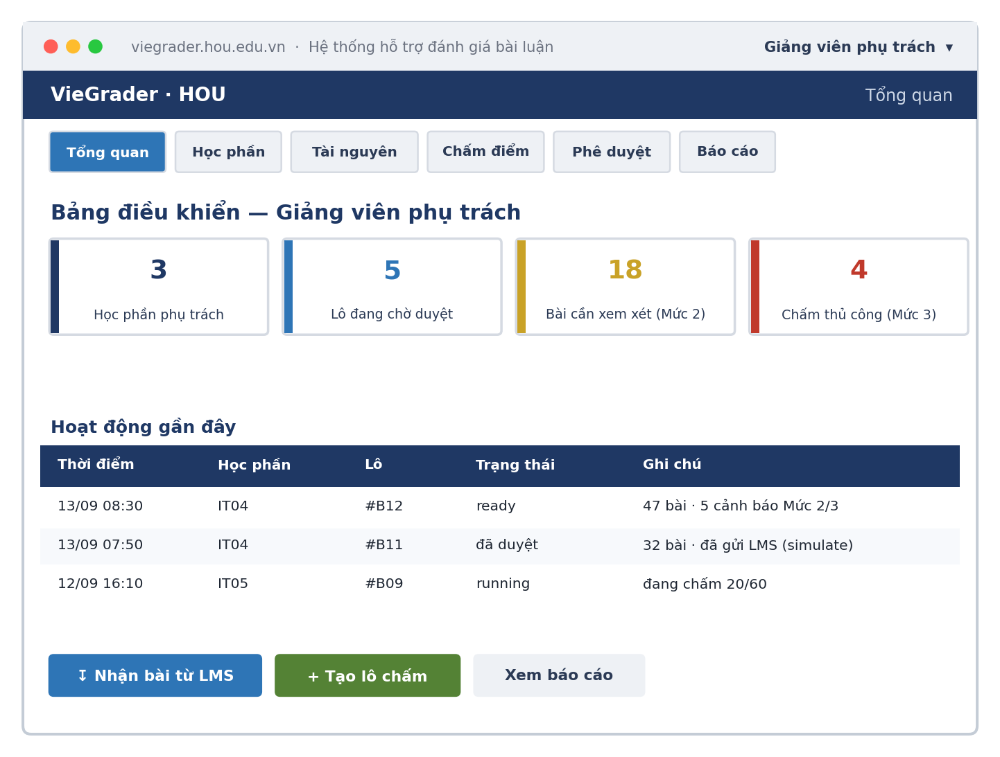 viegrader.hou.edu.vn · Hệ thống hỗ trợ đánh giá bài luận
Giảng viên phụ trách ▾
VieGrader · HOU
Tổng quan
Tổng quan
Học phần
Tài nguyên
Chấm điểm
Phê duyệt
Báo cáo
Bảng điều khiển — Giảng viên phụ trách
3
Học phần phụ trách
5
Lô đang chờ duyệt
18
Bài cần xem xét (Mức 2)
4
Chấm thủ công (Mức 3)
Hoạt động gần đây
Thời điểm Học phần Lô Trạng thái Ghi chú
13/09 08:30 IT04 #B12 ready 47 bài · 5 cảnh báo Mức 2/3
13/09 07:50 IT04 #B11 đã duyệt 32 bài · đã gửi LMS (simulate)
12/09 16:10 IT05 #B09 running đang chấm 20/60
↧ Nhận bài từ LMS
+ Tạo lô chấm
Xem báo cáo